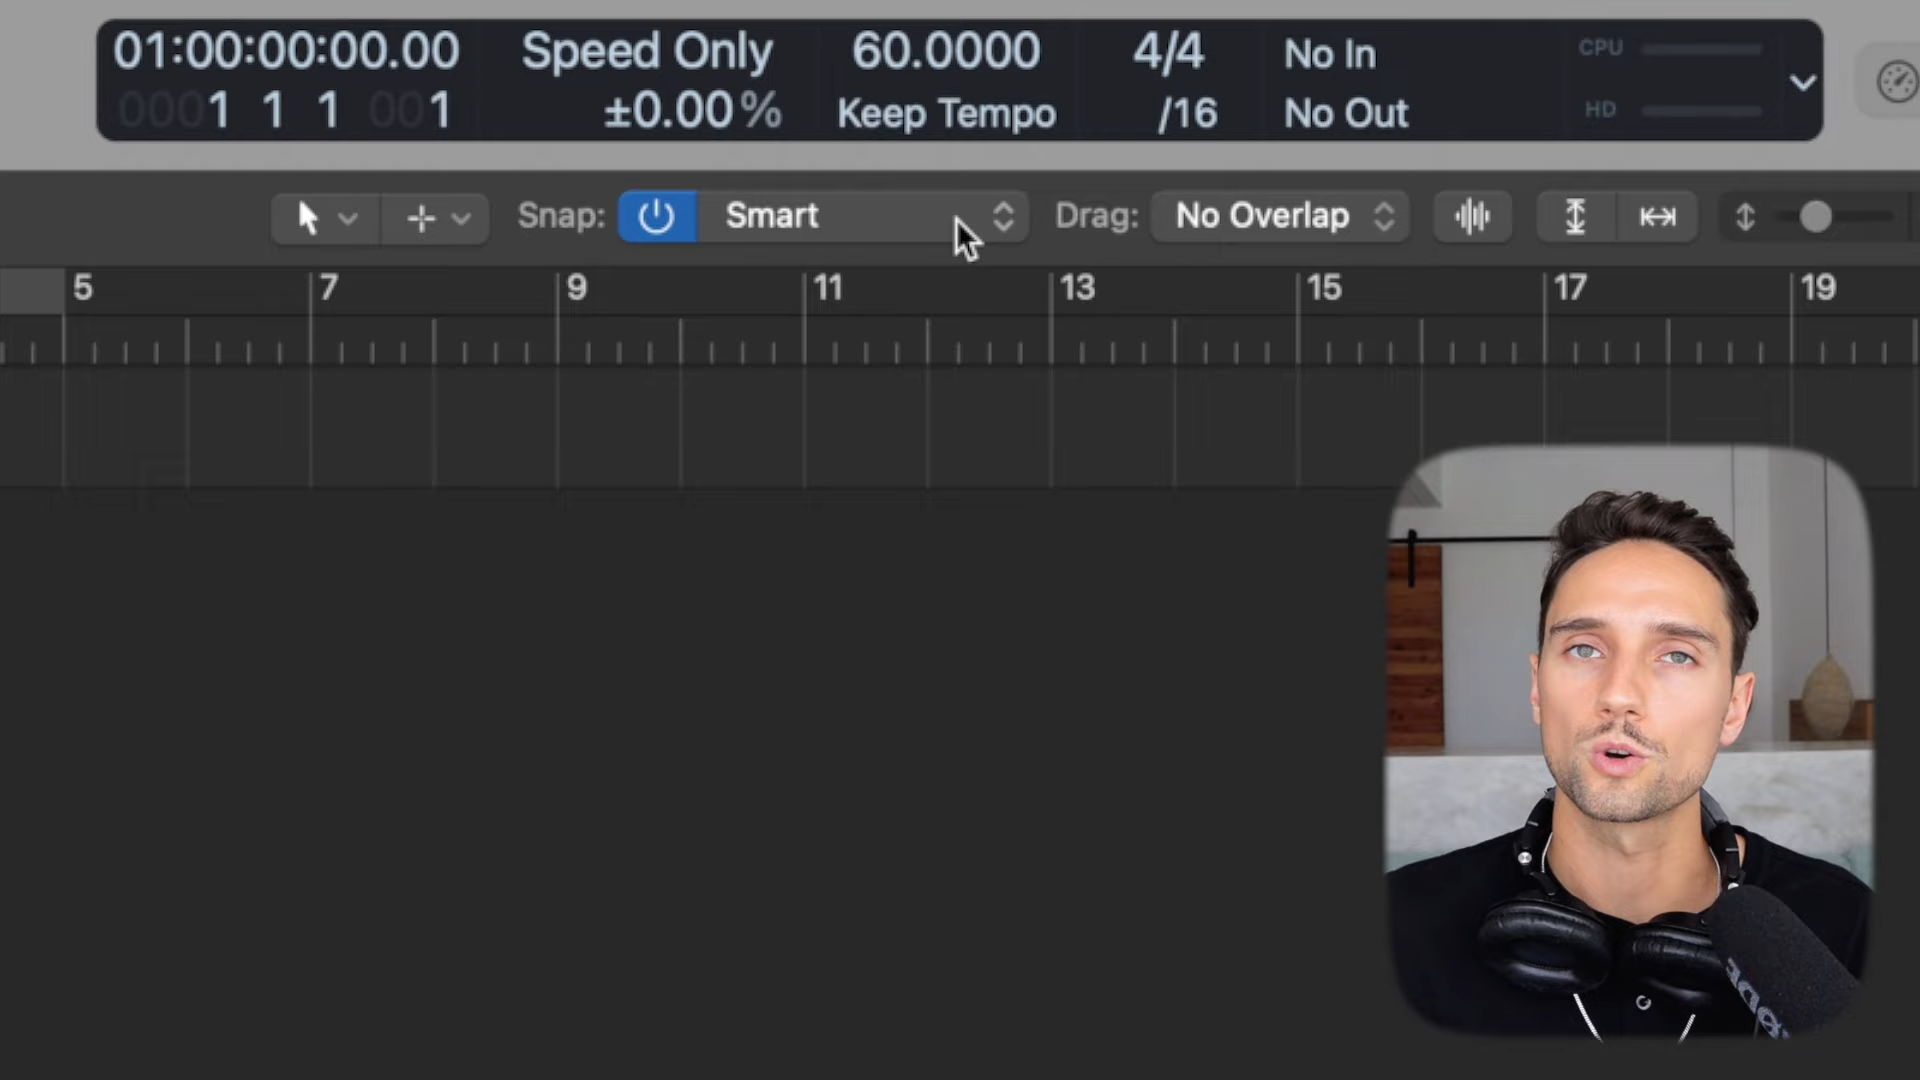 01:00:00:00.00 Speed Only 60.0000 4/4 No In CPU
0001 1 1 001 ±0.00% Keep Tempo /16 No Out HD
Snap: Smart Drag: No Overlap
5 7 9 11 13 15 17 19